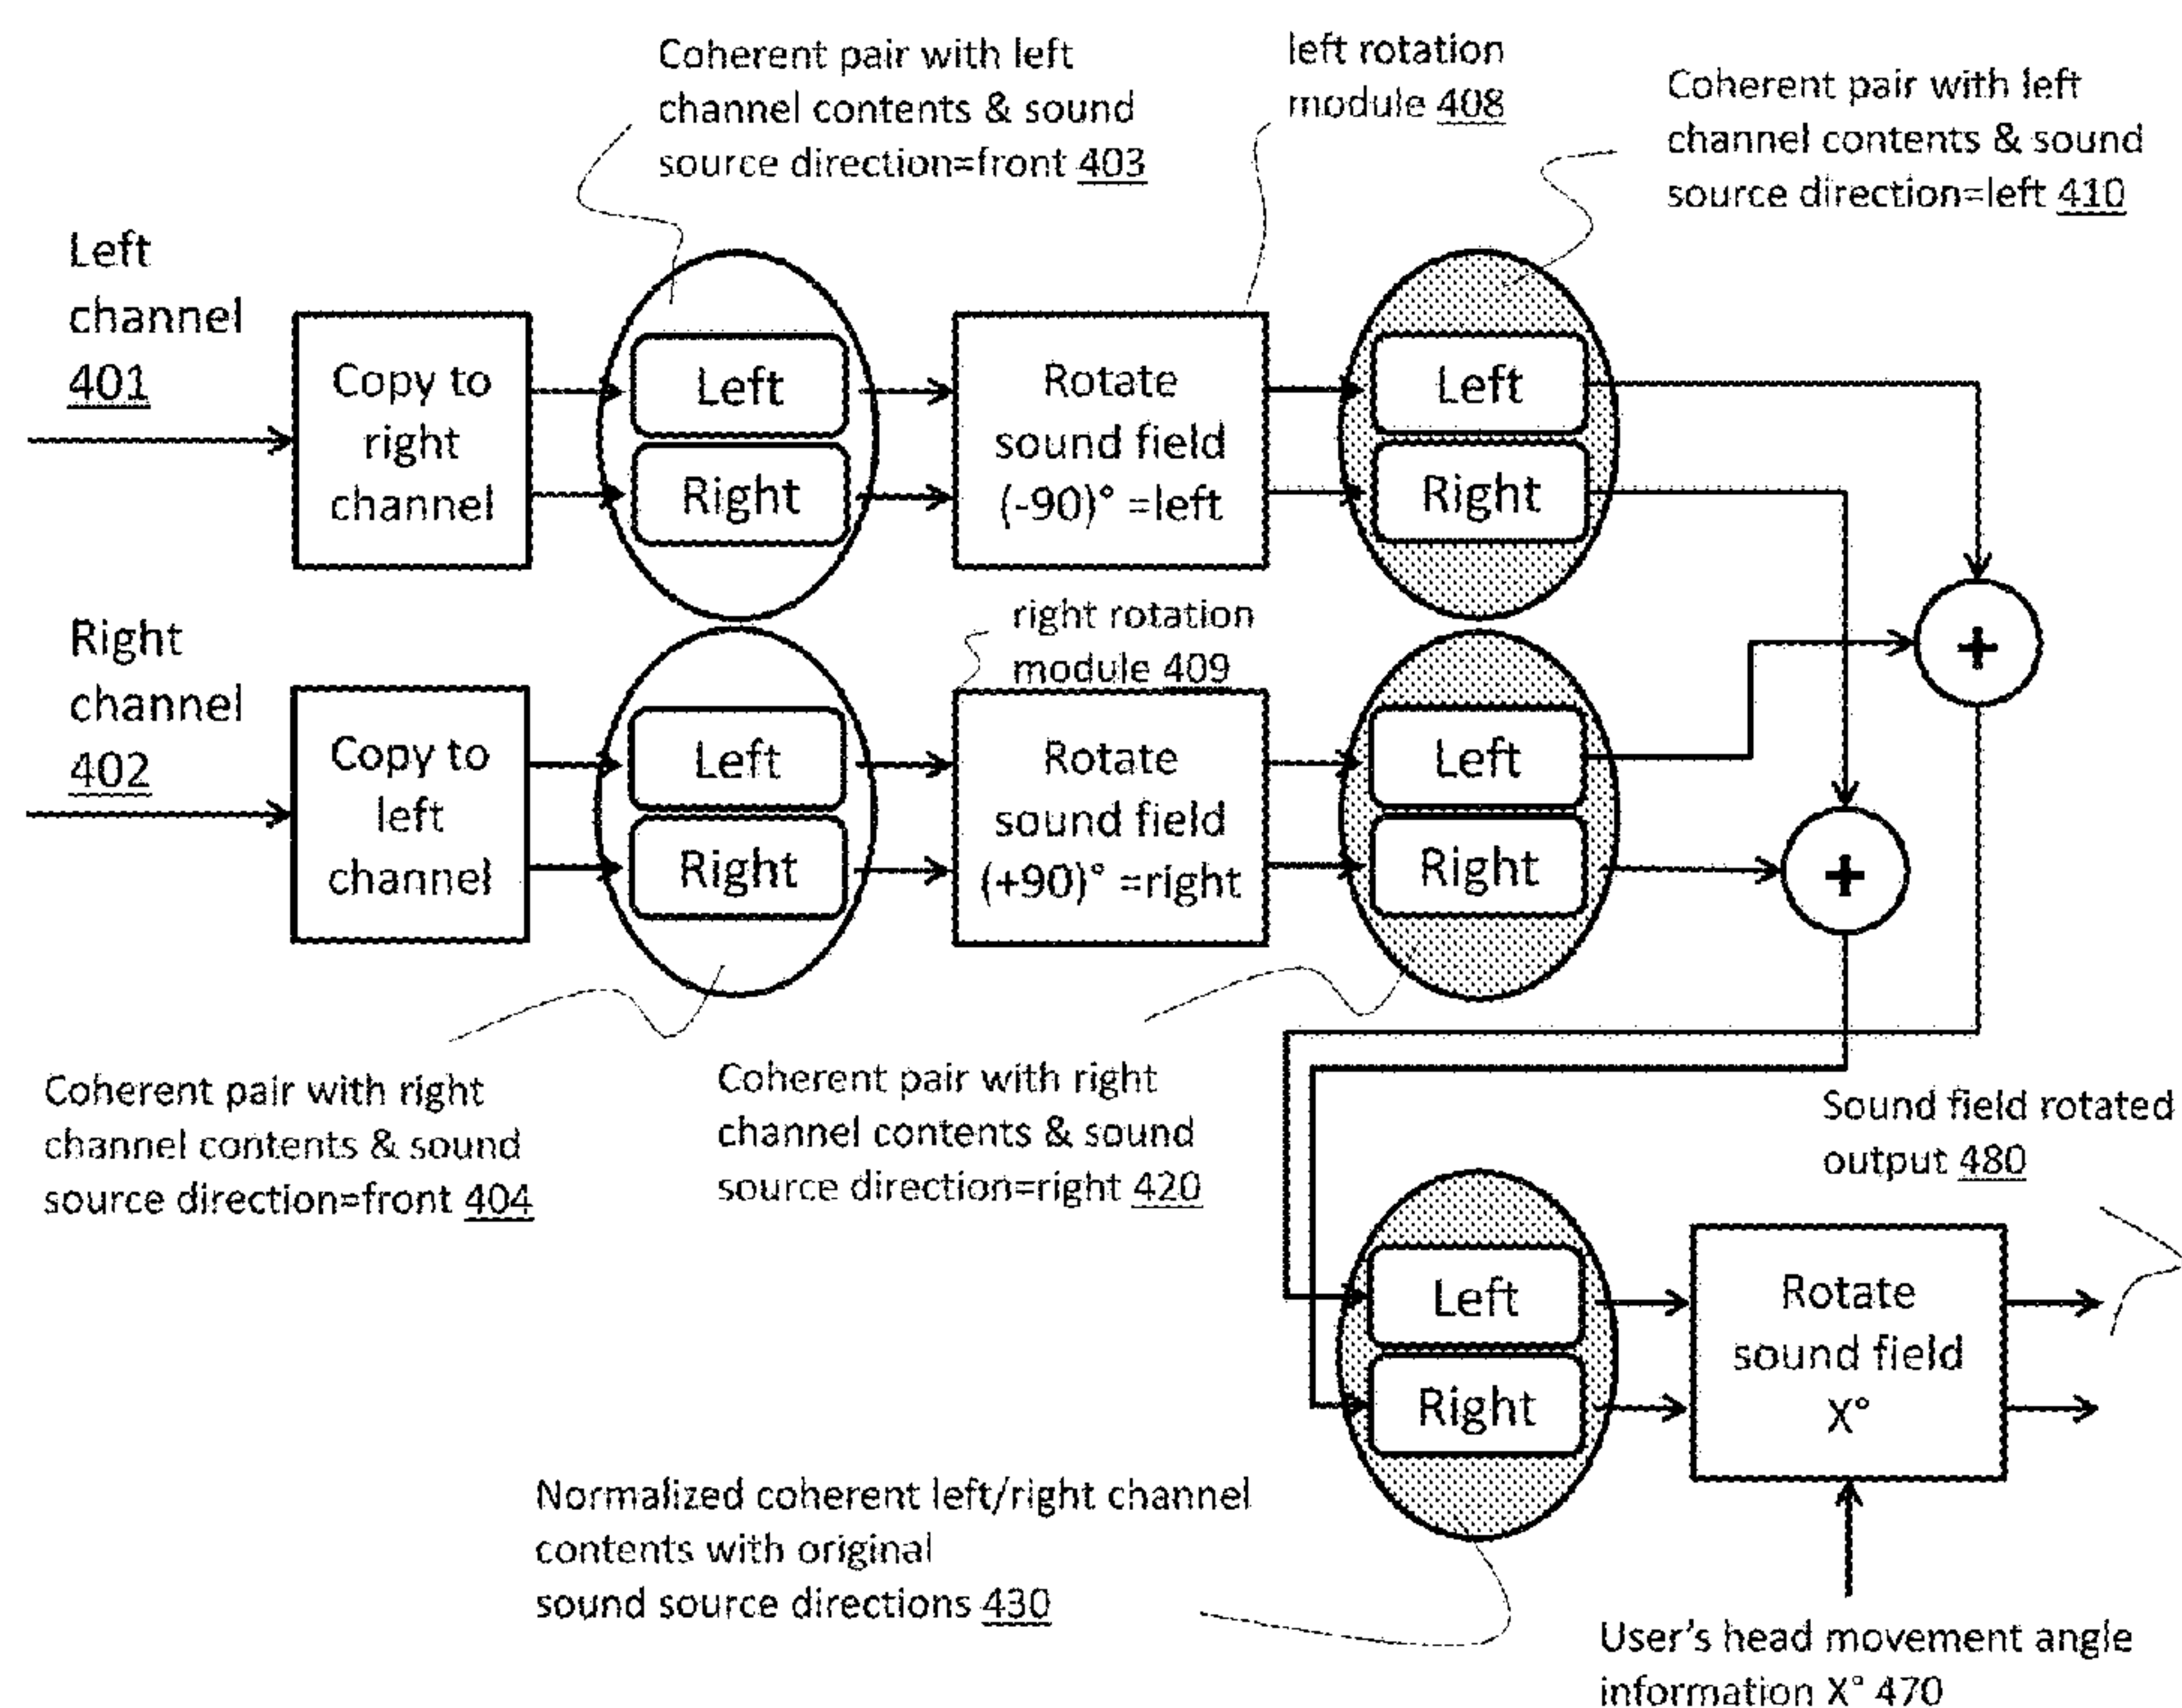 Coherent pair with left
channel contents & sound
source direction=front 403
left rotation
module 408
Coherent pair with left
channel contents & sound
source direction=left 410
Left
channel
401
Copy to
right
channel
Left
Right
Rotate
sound field
(-90)° =left
Left
Right
+
Right
channel
402
Copy to
left
channel
Left
Right
right rotation
module 409
Rotate
sound field
(+90)° =right
Left
Right
+
Coherent pair with right
channel contents & sound
source direction=front 404
Coherent pair with right
channel contents & sound
source direction=right 420
Sound field rotated
output 480
Left
Right
Rotate
sound field
X°
Normalized coherent left/right channel
contents with original
sound source directions 430
User's head movement angle
information X° 470